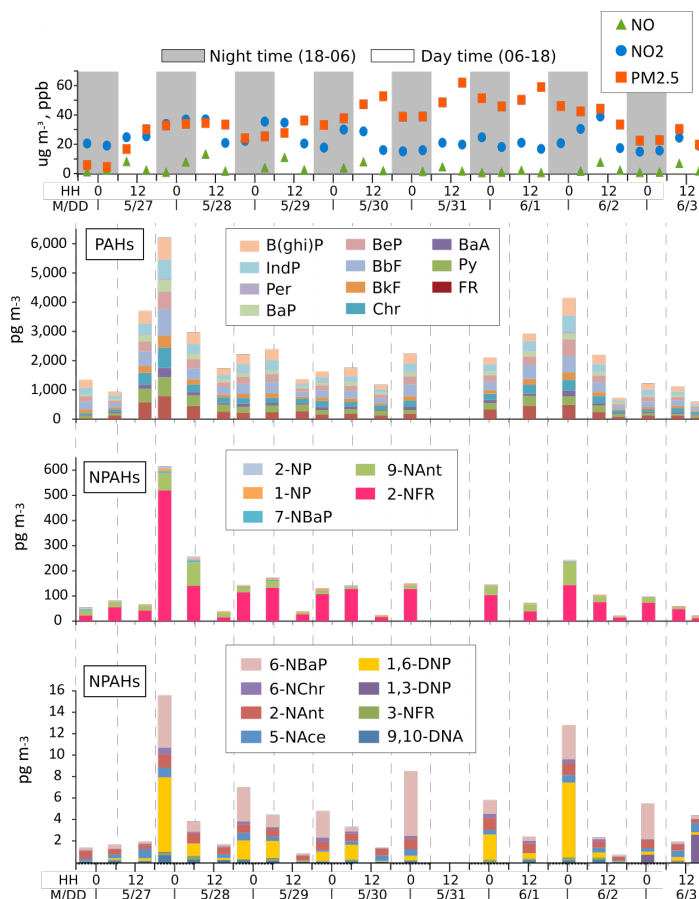 NO
NO2
PM2.5
Night time (18-06) Day time (06-18)
ug m-3, ppb
60
40
20
0
HH 0 12 0 12 0 12 0 12 0 12 0 12 0 12 0 12
M/DD 5/27 5/28 5/29 5/30 5/31 6/1 6/2 6/3
PAHs
B(ghi)P BeP BaA
IndP BbF Py
Per BkF FR
BaP Chr
pg m-3
6,000
5,000
4,000
3,000
2,000
1,000
0
NPAHs
2-NP 9-NAnt
1-NP 2-NFR
7-NBaP
pg m-3
600
500
400
300
200
100
0
NPAHs
6-NBaP 1,6-DNP
6-NChr 1,3-DNP
2-NAnt 3-NFR
5-NAce 9,10-DNA
pg m-3
16
14
12
10
8
6
4
2
HH 0 12 0 12 0 12 0 12 0 12 0 12 0 12 0 12
M/DD 5/27 5/28 5/29 5/30 5/31 6/1 6/2 6/3